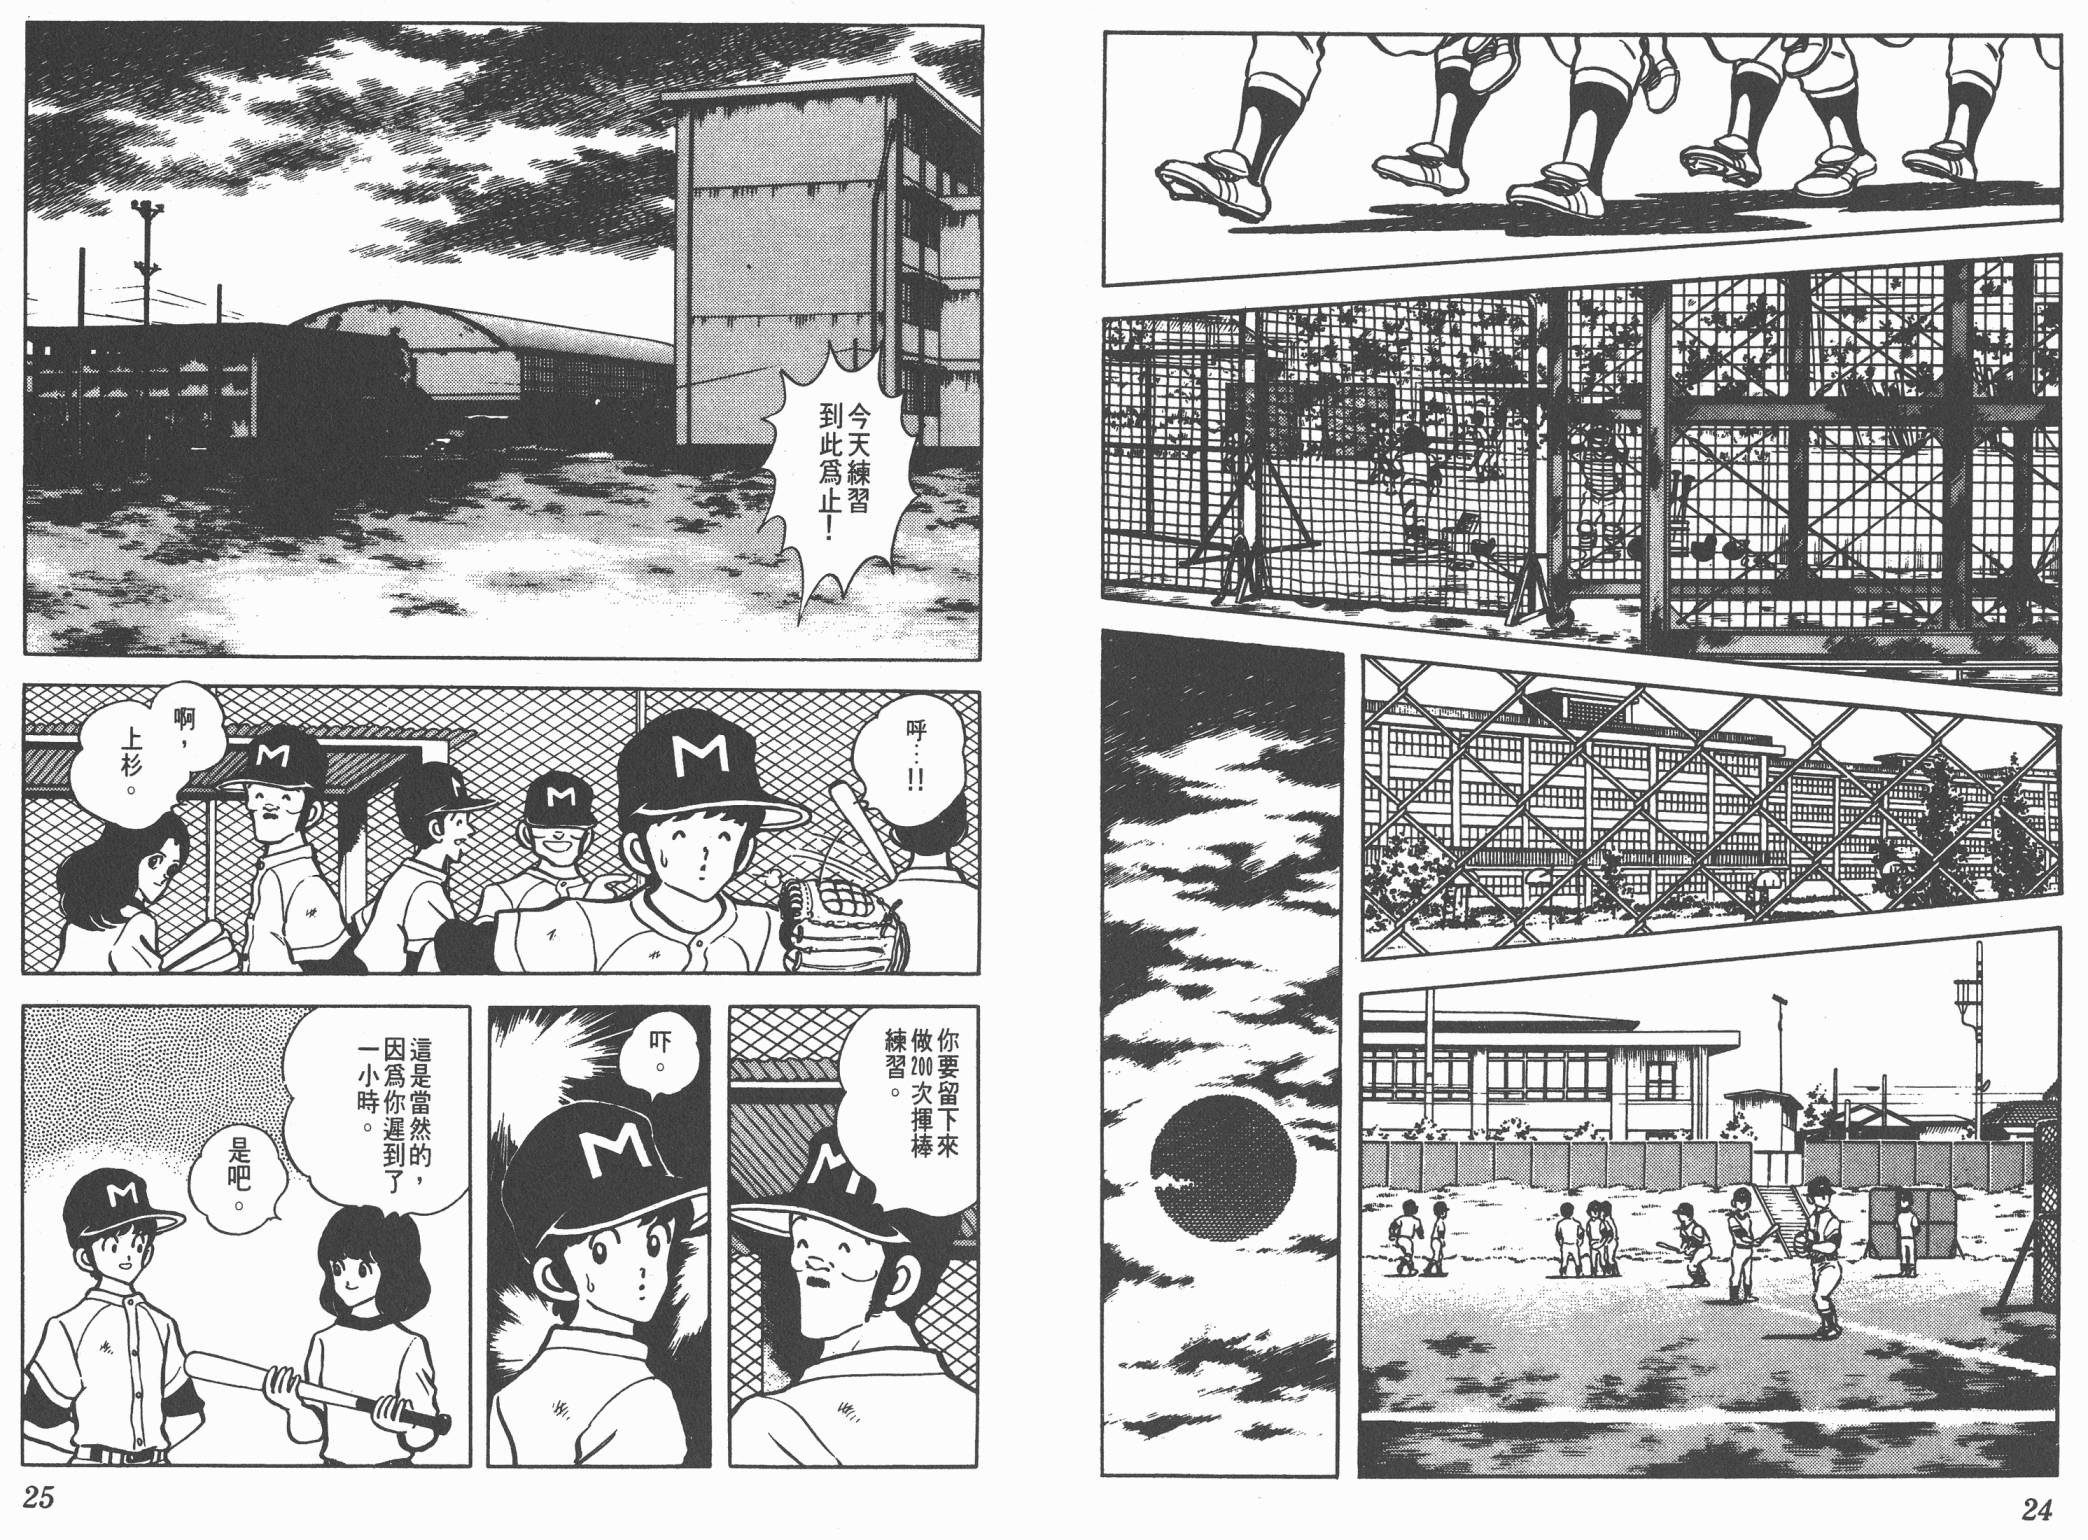 24
今天練習
到此爲止！
呼…!!
M
M
M
M
啊，
上杉。
你要留下來
做200次揮棒
練習。
M
吓。
M
這是當然的，
因爲你遲到了
一小時。
是吧。
M
25